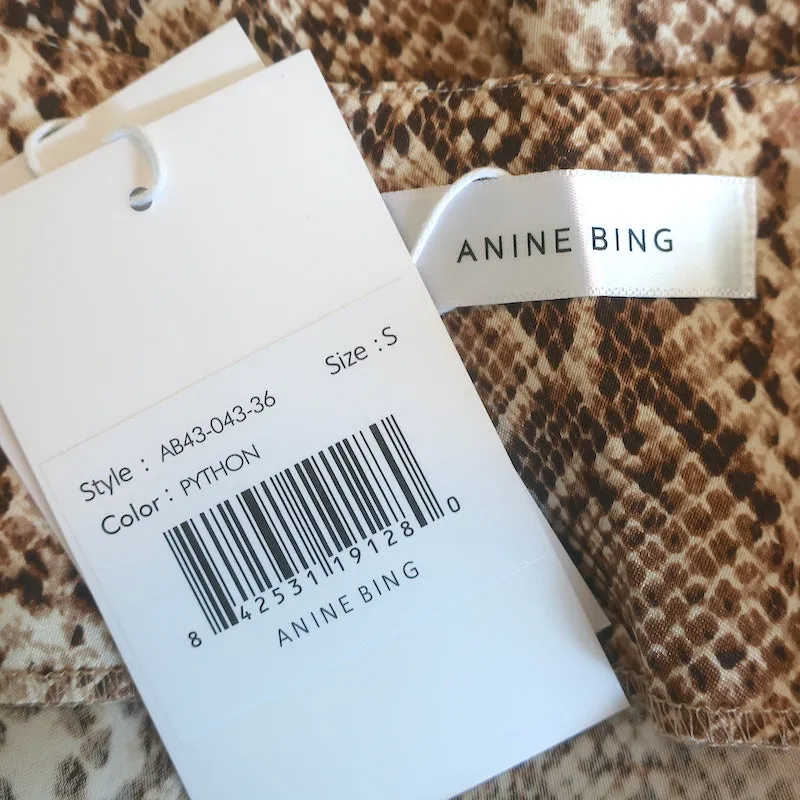 ANINE BING
Size : S
Style : AB43-043-36
Color : PYTHON
8 42531 19128 0
ANINE BING